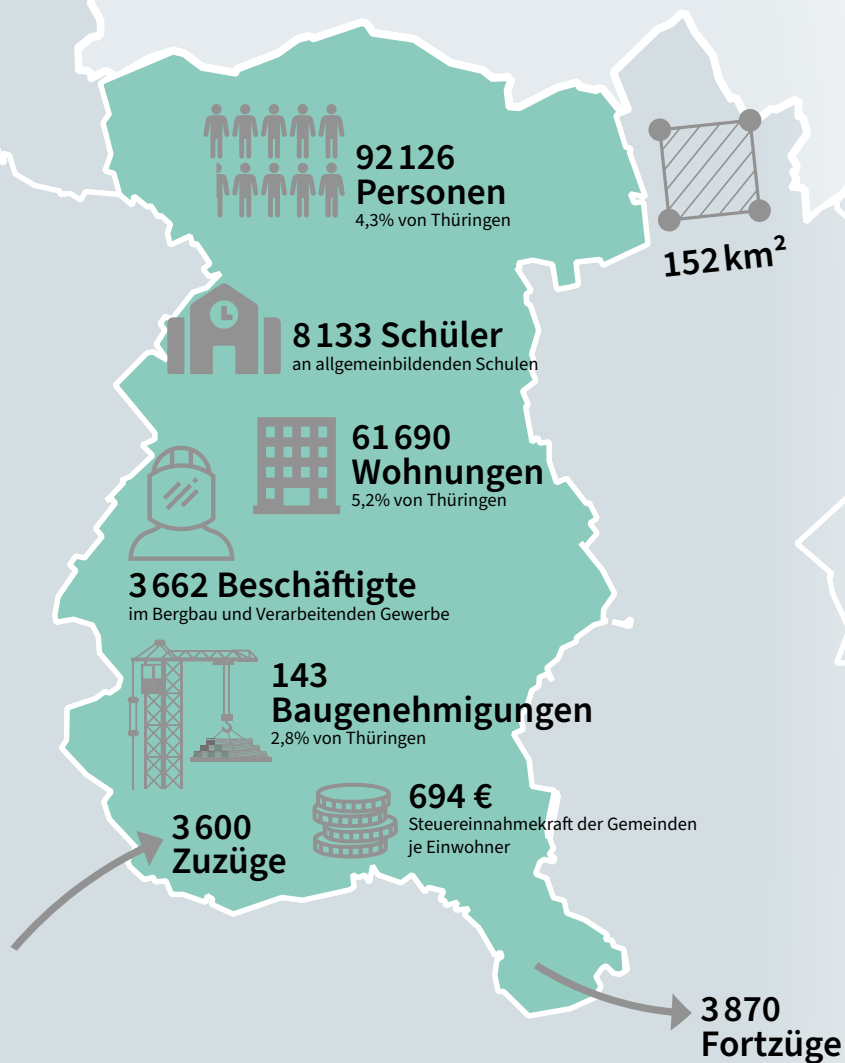 92 126
Personen
4,3% von Thüringen
152 km²
8 133 Schüler
an allgemeinbildenden Schulen
61 690
Wohnungen
5,2% von Thüringen
3 662 Beschäftigte
im Bergbau und Verarbeitenden Gewerbe
143
Baugenehmigungen
2,8% von Thüringen
694 €
Steuereinnahmekraft der Gemeinden
je Einwohner
3 600
Zuzüge
3 870
Fortzüge